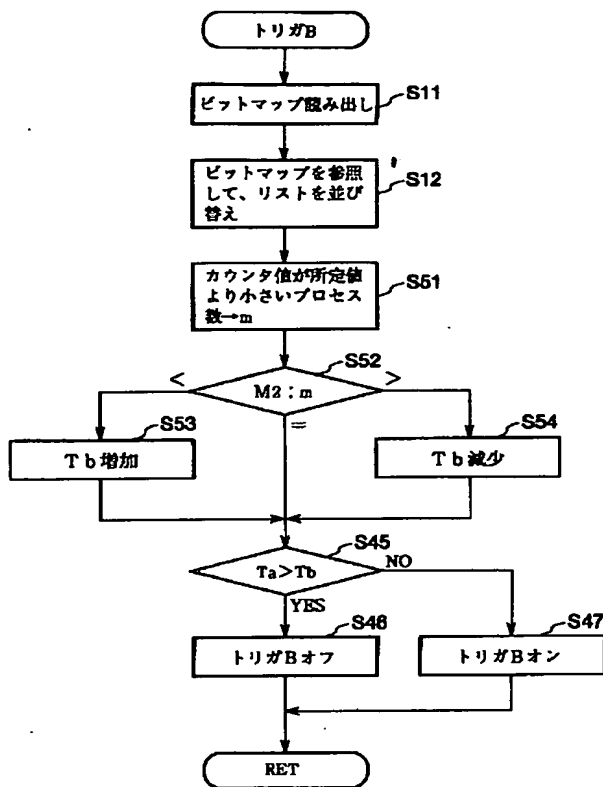 トリガB
ビットマップ読み出し
S11
ビットマップを参照
して、リストを並び
替え
S12
カウンタ値が所定値
より小さいプロセス
数→m
S51
S52
<
M2:m
>
=
S53
Tb増加
S54
Tb減少
S45
Ta>Tb
NO
YES
S46
トリガBオフ
S47
トリガBオン
RET